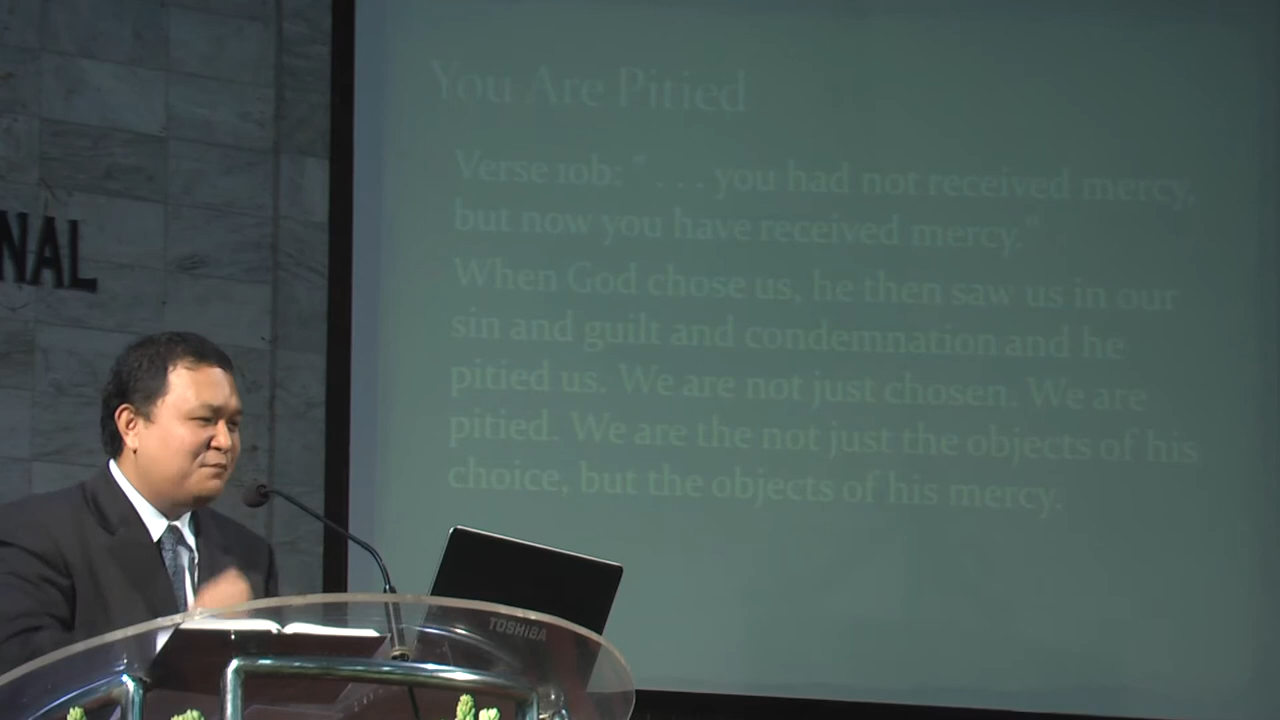 NAL
You Are Pitied
Verse 10b: “ . . . you had not received mercy,
but now you have received mercy.”
When God chose us, he then saw us in our
sin and guilt and condemnation and he
pitied us. We are not just chosen. We are
pitied. We are the not just the objects of his
choice, but the objects of his mercy.
TOSHIBA